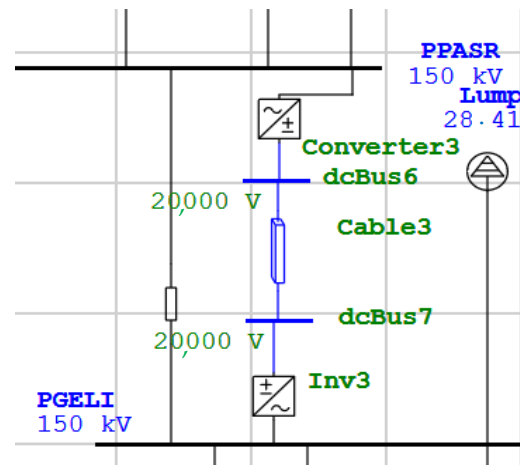 PPASR
150 kV
Lump
28.41
Converter3
dcBus6
20,000 V
Cable3
dcBus7
20,000 V
Inv3
PGELI
150 kV